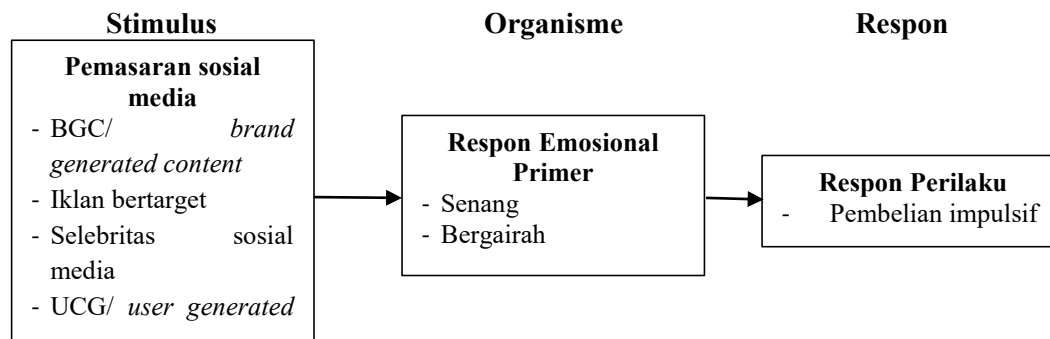 Stimulus
Organisme
Respon
Pemasaran sosial
media
- BGC/ brand
generated content
- Iklan bertarget
- Selebritas sosial
media
- UCG/ user generated
Respon Emosional
Primer
- Senang
- Bergairah
Respon Perilaku
- Pembelian impulsif